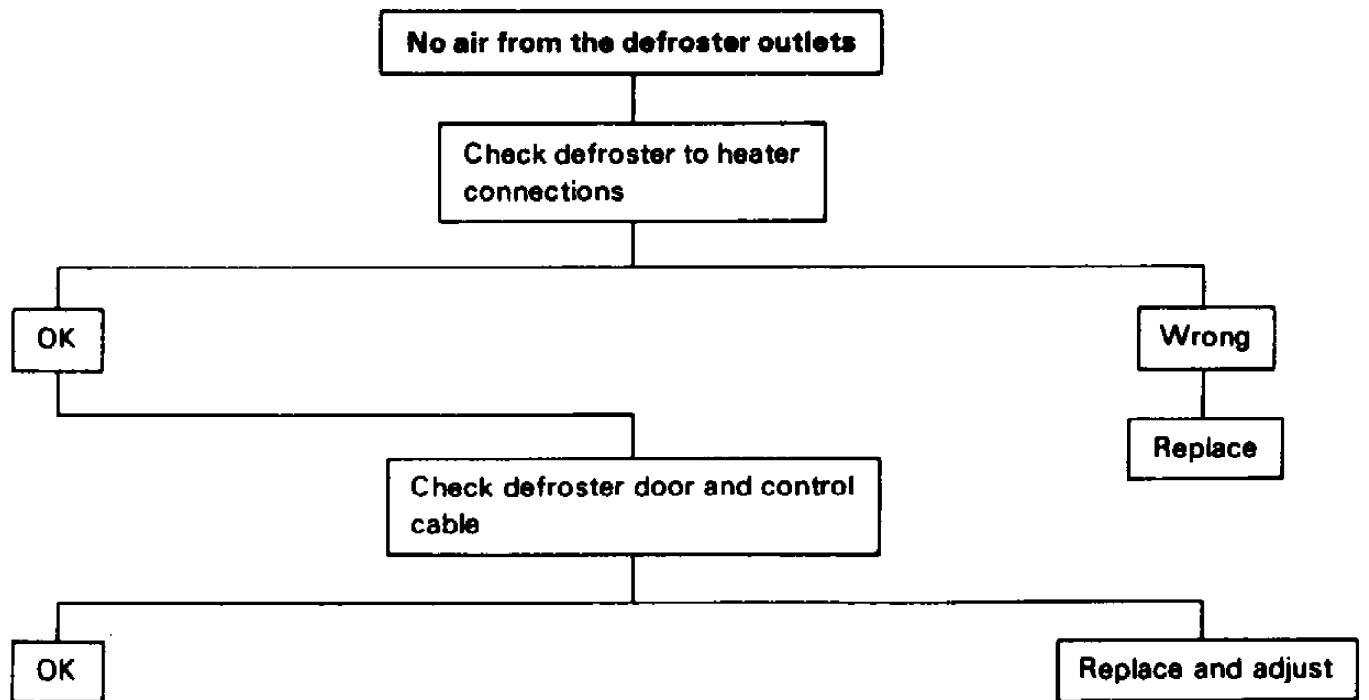 No air from the defroster outlets
Check defroster to heater
connections
OK
Wrong
Replace
Check defroster door and control
cable
OK
Replace and adjust